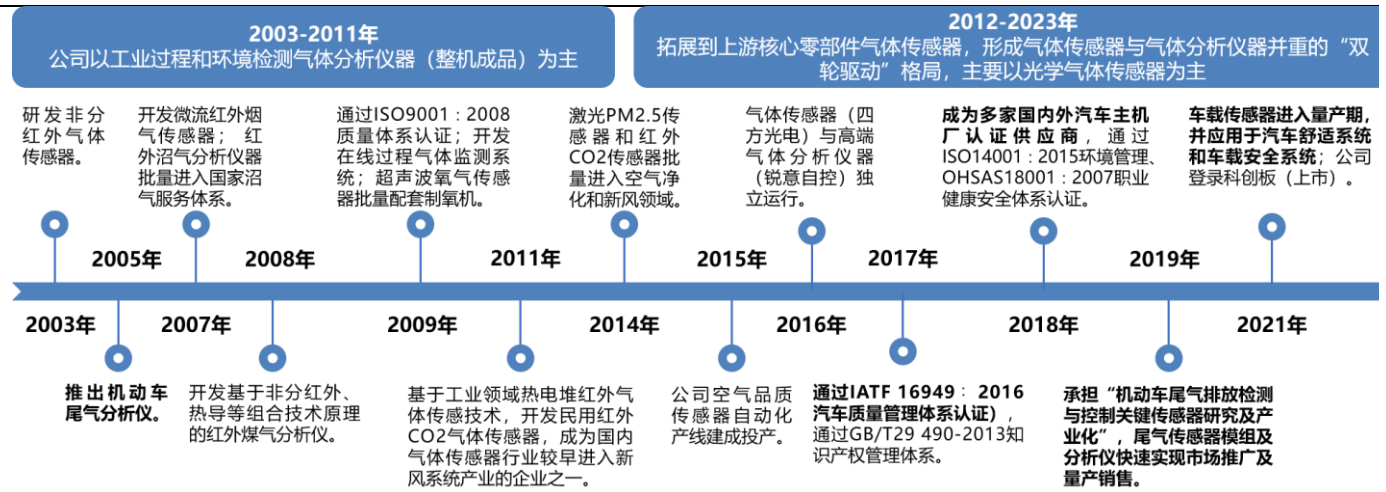 2003-2011年
公司以工业过程和环境检测气体分析仪器（整机成品）为主
2012-2023年
拓展到上游核心零部件气体传感器，形成气体传感器与气体分析仪器并重的“双
轮驱动”格局，主要以光学气体传感器为主
研发非分
红外气体
传感器。
开发微流红外烟
气传感器；红
外沼气分析仪器
批量进入国家沼
气服务体系。
通过ISO9001：2008
质量体系认证；开发
在线过程气体监测系
统；超声波氧气传感
器批量配套制氧机。
激光PM2.5传
感器和红外
CO2传感器批
量进入空气净
化和新风领域。
气体传感器（四
方光电）与高端
气体分析仪器
（锐意自控）独
立运行。
成为多家国内外汽车主机
厂认证供应商，通过
ISO14001：2015环境管理、
OHSAS18001：2007职业
健康安全体系认证。
车载传感器进入量产期，
并应用于汽车舒适系统
和车载安全系统；公司
登录科创板（上市）。
2005年
2008年
2011年
2015年
2017年
2019年
2003年
2007年
2009年
2014年
2016年
2018年
2021年
推出机动车
尾气分析仪。
开发基于非分红外、
热导等组合技术原理
的红外煤气分析仪。
基于工业领域热电堆红外气
体传感技术，开发民用红外
CO2气体传感器，成为国内
气体传感器行业较早进入新
风系统产业的企业之一。
公司空气品质
传感器自动化
产线建成投产。
通过IATF 16949：2016
汽车质量管理体系认证），
通过GB/T29 490-2013知
识产权管理体系。
承担“机动车尾气排放检测
与控制关键传感器研究及产
业化”，尾气传感器模组及
分析仪快速实现市场推广及
量产销售。